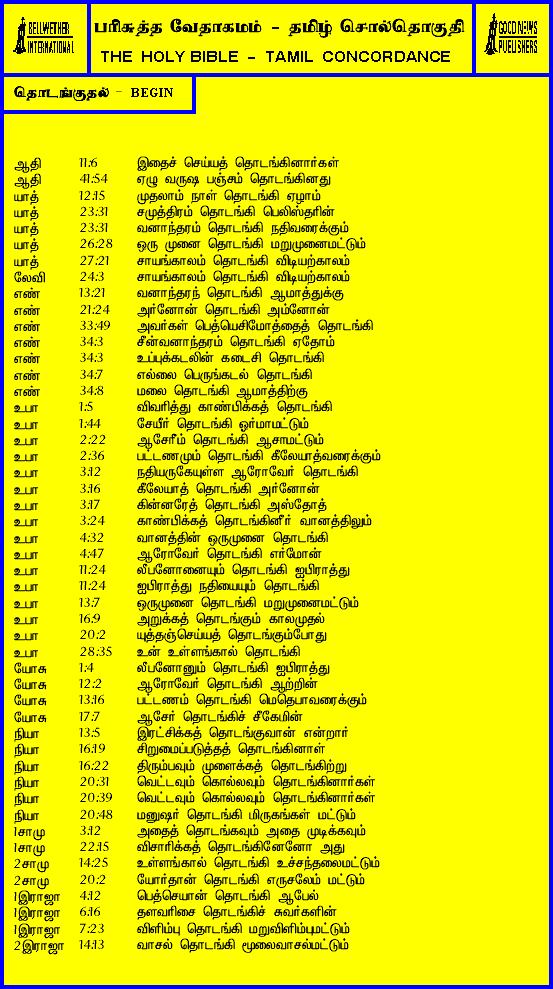 BELLWETHER INTERNATIONAL
பரிசுத்த வேதாகமம் - தமிழ் சொல்தொகுதி
THE HOLY BIBLE - TAMIL CONCORDANCE
GOOD NEWS PUBLISHERS
தொடங்குதல் - BEGIN
ஆதி 11:6 இதைச் செய்யத் தொடங்கினார்கள்
ஆதி 41:54 ஏழு வருஷ பஞ்சம் தொடங்கினது
யாத் 12:15 முதலாம் நாள் தொடங்கி ஏழாம்
யாத் 23:31 சமுத்திரம் தொடங்கி பெலிஸ்தரின்
யாத் 23:31 வனாந்தரம் தொடங்கி நதிவரைக்கும்
யாத் 26:28 ஒரு முனை தொடங்கி மறுமுனைமட்டும்
யாத் 27:21 சாயங்காலம் தொடங்கி விடியற்காலம்
லேவி 24:3 சாயங்காலம் தொடங்கி விடியற்காலம்
எண் 13:21 வனாந்தரந் தொடங்கி ஆமாத்துக்கு
எண் 21:24 அர்னோன் தொடங்கி அம்னோன்
எண் 33:49 அவர்கள் பெத்யெசிமோத்தைத் தொடங்கி
எண் 34:3 சீன்வனாந்தரம் தொடங்கி ஏதோம்
எண் 34:3 உப்புக்கடலின் கடைசி தொடங்கி
எண் 34:7 எல்லை பெருங்கடல் தொடங்கி
எண் 34:8 மலை தொடங்கி ஆமாத்திற்கு
உபா 1:5 விவரித்து காண்பிக்கத் தொடங்கி
உபா 1:44 சேயீர் தொடங்கி ஓர்மாமட்டும்
உபா 2:22 ஆசேரீம் தொடங்கி ஆசாமட்டும்
உபா 2:36 பட்டணமும் தொடங்கி கீலேயாத்வரைக்கும்
உபா 3:12 நதியருகேயுள்ள ஆரோவேர் தொடங்கி
உபா 3:16 கீலேயாத் தொடங்கி அர்னோன்
உபா 3:17 கின்னரேத் தொடங்கி அஸ்தோத்
உபா 3:24 காண்பிக்கத் தொடங்கினீர் வானத்திலும்
உபா 4:32 வானத்தின் ஒருமுனை தொடங்கி
உபா 4:47 ஆரோவேர் தொடங்கி எர்மோன்
உபா 11:24 லீபனோனையும் தொடங்கி ஐபிராத்து
உபா 11:24 ஐபிராத்து நதியையும் தொடங்கி
உபா 13:7 ஒருமுனை தொடங்கி மறுமுனைமட்டும்
உபா 16:9 அறுக்கத் தொடங்கும் காலமுதல்
உபா 20:2 யுத்தஞ்செய்யத் தொடங்கும்போது
உபா 28:35 உன் உள்ளங்கால் தொடங்கி
யோசு 1:4 லீபனோனும் தொடங்கி ஐபிராத்து
யோசு 12:2 ஆரோவேர் தொடங்கி ஆற்றின்
யோசு 13:16 பட்டணம் தொடங்கி மெதெபாவரைக்கும்
யோசு 17:7 ஆசேர் தொடங்கிச் சீகேமின்
நியா 13:5 இரட்சிக்கத் தொடங்குவான் என்றார்
நியா 16:19 சிறுமைப்படுத்தத் தொடங்கினாள்
நியா 16:22 திரும்பவும் முளைக்கத் தொடங்கிற்று
நியா 20:31 வெட்டவும் கொல்லவும் தொடங்கினார்கள்
நியா 20:39 வெட்டவும் கொல்லவும் தொடங்கினார்கள்
நியா 20:48 மனுஷர் தொடங்கி மிருகங்கள் மட்டும்
1சாமு 3:12 அதைத் தொடங்கவும் அதை முடிக்கவும்
1சாமு 22:15 விசாரிக்கத் தொடங்கினேனோ அது
2சாமு 14:25 உள்ளங்கால் தொடங்கி உச்சந்தலைமட்டும்
2சாமு 20:2 யோர்தான் தொடங்கி எருசலேம் மட்டும்
1இராஜா 4:12 பெத்செயான் தொடங்கி ஆபேல்
1இராஜா 6:16 தளவரிசை தொடங்கிச் சுவர்களின்
1இராஜா 7:23 விளிம்பு தொடங்கி மறுவிளிம்புமட்டும்
2இராஜா 14:13 வாசல் தொடங்கி மூலைவாசல்மட்டும்